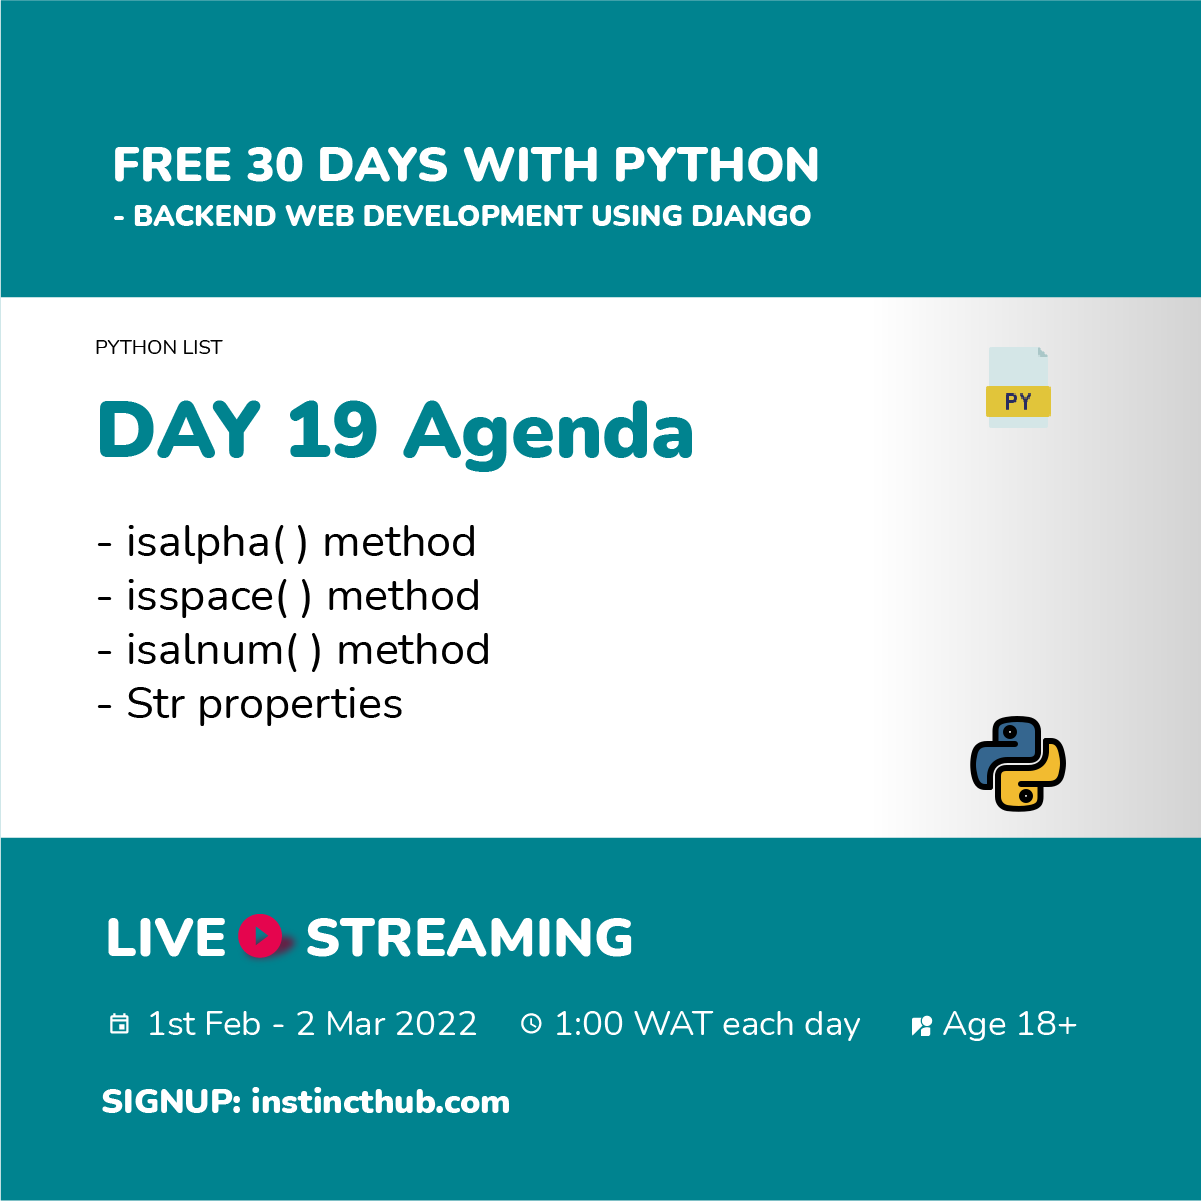 FREE 30 DAYS WITH PYTHON
- BACKEND WEB DEVELOPMENT USING DJANGO
PYTHON LIST
PY
DAY 19 Agenda
- isalpha( ) method
- isspace( ) method
- isalnum( ) method
- Str properties
LIVE STREAMING
1st Feb - 2 Mar 2022 1:00 WAT each day Age 18+
SIGNUP: instincthub.com